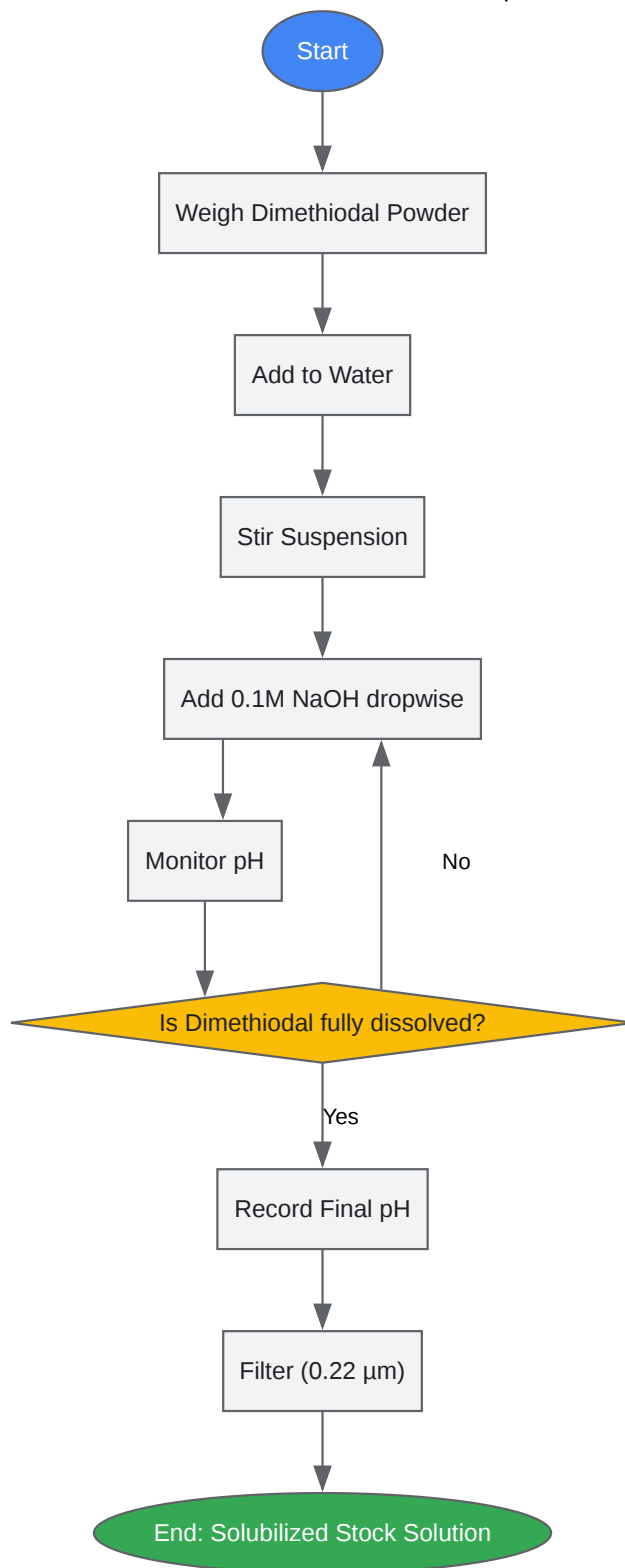 Start
Weigh Dimethiodal Powder
Add to Water
Stir Suspension
Add 0.1M NaOH dropwise
Monitor pH
No
Is Dimethiodal fully dissolved?
Yes
Record Final pH
Filter (0.22 µm)
End: Solubilized Stock Solution